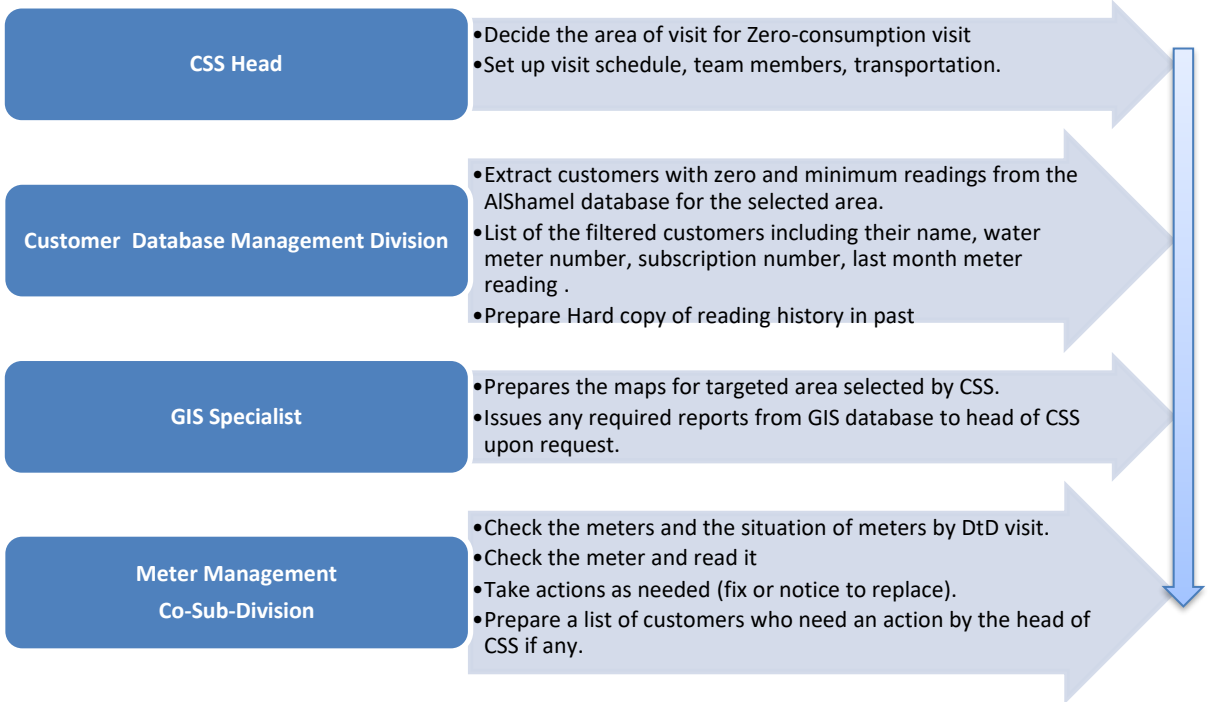 CSS Head
•Decide the area of visit for Zero-consumption visit
•Set up visit schedule, team members, transportation.
Customer  Database Management Division
•Extract customers with zero and minimum readings from the
AlShamel database for the selected area.
•List of the filtered customers including their name, water
meter number, subscription number, last month meter
reading .
•Prepare Hard copy of reading history in past
GIS Specialist
•Prepares the maps for targeted area selected by CSS.
•Issues any required reports from GIS database to head of CSS
upon request.
Meter Management
Co-Sub-Division
•Check the meters and the situation of meters by DtD visit.
•Check the meter and read it
•Take actions as needed (fix or notice to replace).
•Prepare a list of customers who need an action by the head of
CSS if any.